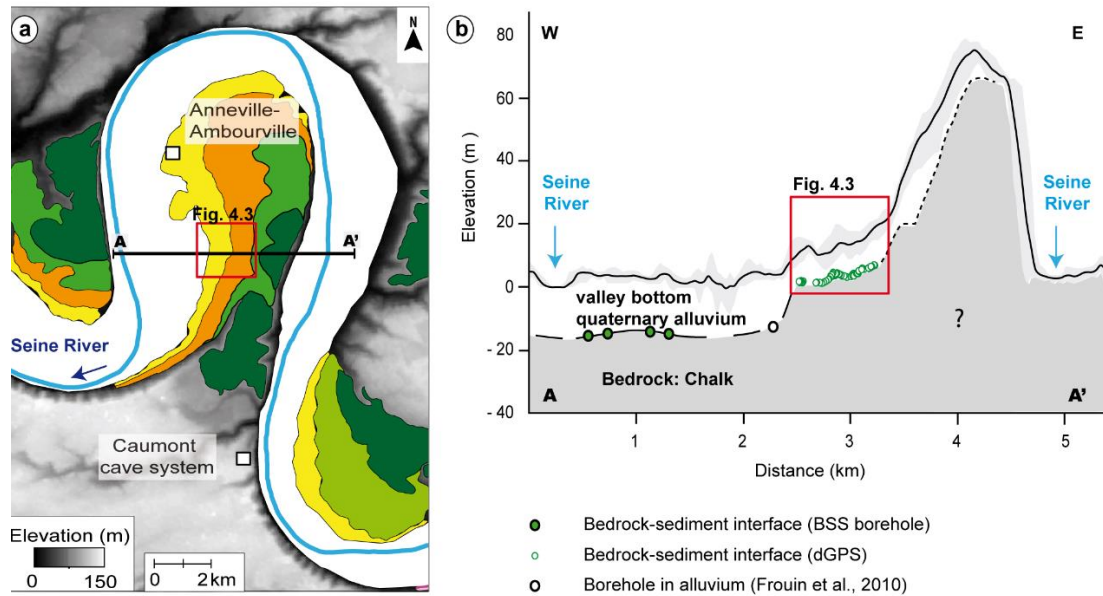 a
N
Anneville-
Ambourville
Fig. 4.3
A
A'
Seine River
Caumont
cave system
Elevation (m)
0
150
0
2km
b
W
E
80
60
40
20
0
- 20
- 40
Elevation (m )
Seine
River
Fig. 4.3
Seine
River
valley bottom
quaternary alluvium
?
Bedrock: Chalk
A
A'
1
2
3
4
5
Distance (km)
Bedrock-sediment interface (BSS borehole)
Bedrock-sediment interface (dGPS)
Borehole in alluvium (Frouin et al., 2010)